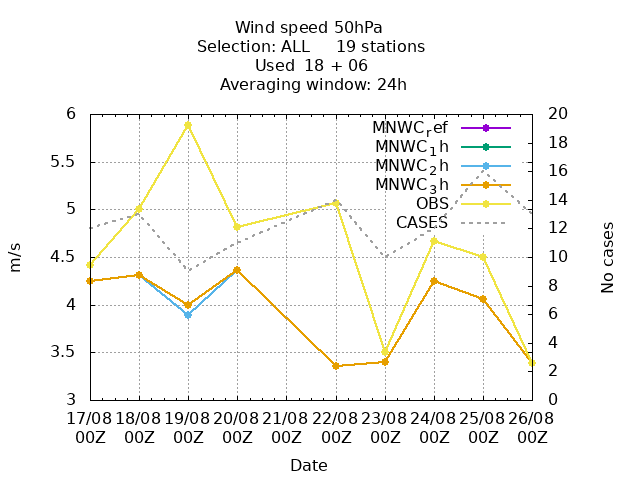 Wind speed 50hPa
Selection: ALL     19 stations
Used  18 + 06
Averaging window: 24h
6
5.5
5
4.5
4
3.5
3
m/s
20
18
16
14
12
10
8
6
4
2
0
No cases
MNWC_ref
MNWC_1h
MNWC_2h
MNWC_3h
OBS
CASES
17/08 18/08 19/08 20/08 21/08 22/08 23/08 24/08 25/08 26/08
00Z 00Z 00Z 00Z 00Z 00Z 00Z 00Z 00Z 00Z
Date